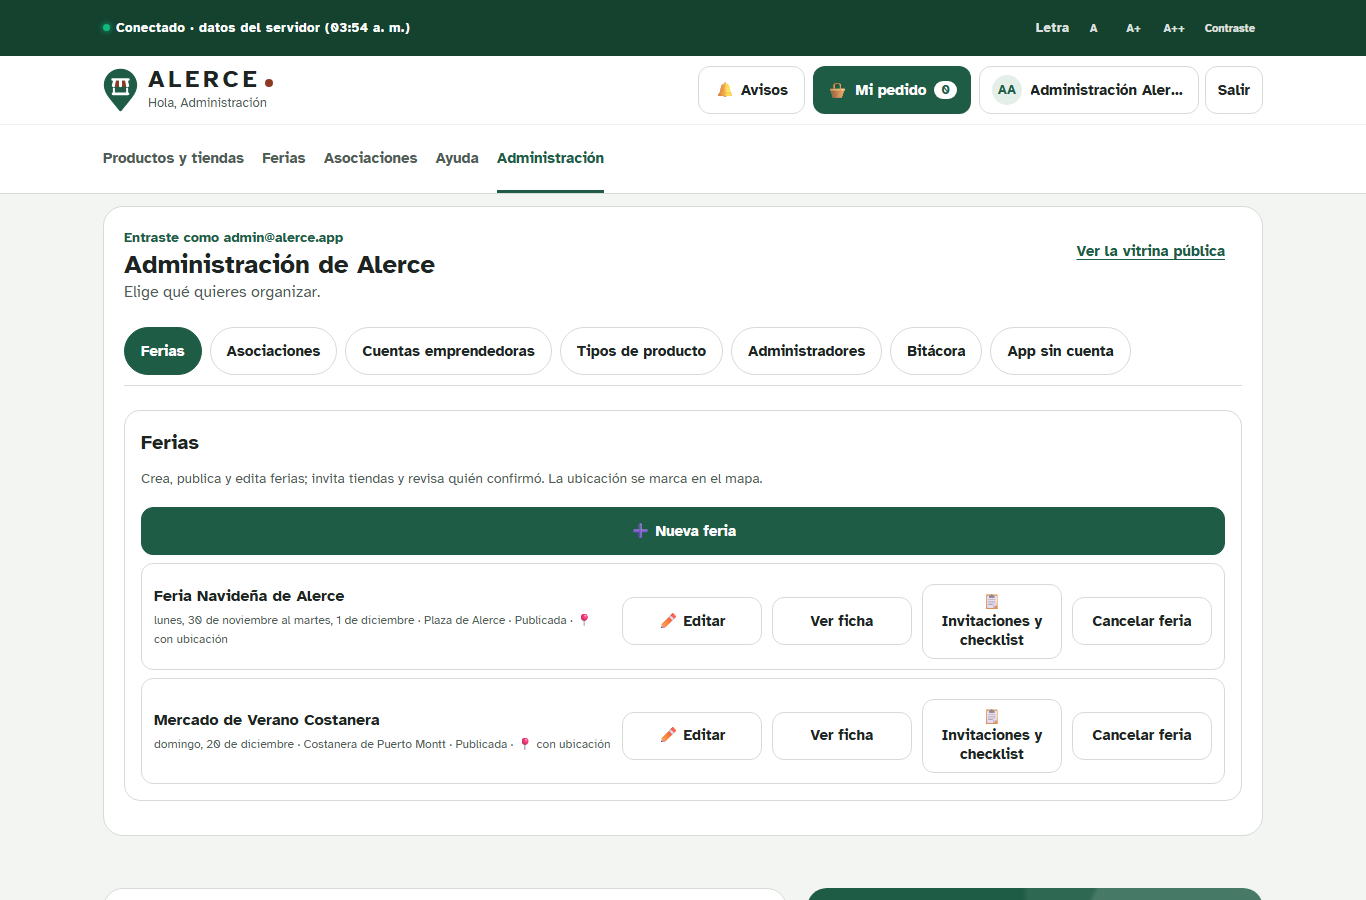 Conectado · datos del servidor (03:54 a. m.)
Letra A A+ A++ Contraste
ALERCE
Hola, Administración
Avisos
Mi pedido 0
AA Administración Aler...
Salir
Productos y tiendas Ferias Asociaciones Ayuda Administración
Entraste como admin@alerce.app
Administración de Alerce
Elige qué quieres organizar.
Ver la vitrina pública
Ferias Asociaciones Cuentas emprendedoras Tipos de producto Administradores Bitácora App sin cuenta
Ferias
Crea, publica y edita ferias; invita tiendas y revisa quién confirmó. La ubicación se marca en el mapa.
Nueva feria
Feria Navideña de Alerce
lunes, 30 de noviembre al martes, 1 de diciembre · Plaza de Alerce · Publicada ·
con ubicación
Editar
Ver ficha
Invitaciones y
checklist
Cancelar feria
Mercado de Verano Costanera
domingo, 20 de diciembre · Costanera de Puerto Montt · Publicada · con ubicación
Editar
Ver ficha
Invitaciones y
checklist
Cancelar feria